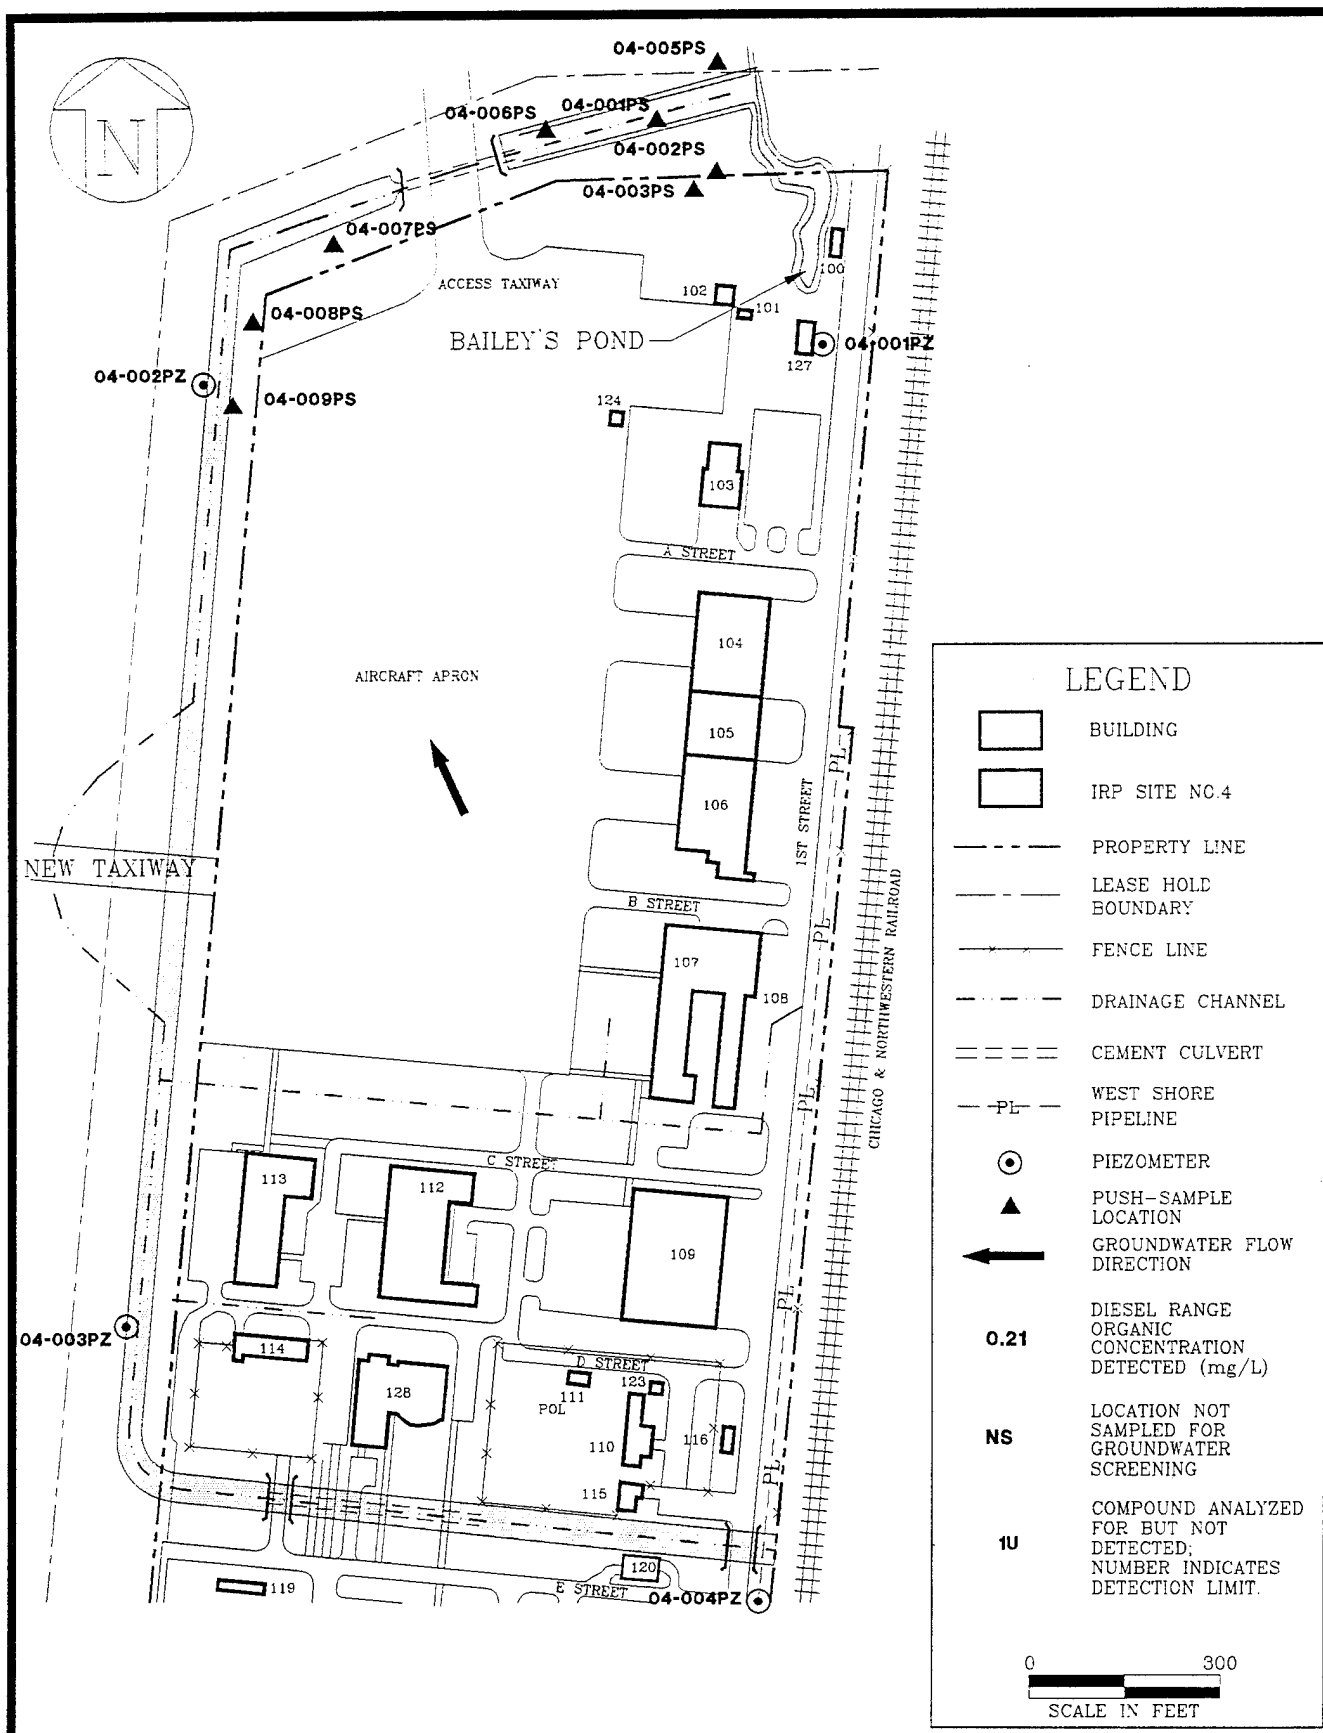 04-005PS
04-006PS
04-001PS
N
04-002PS
04-003PS
04-007PS
100
ACCESS TAXIWAY
102
101
04-008PS
BAILEY'S POND
04-001PZ
127
04-002PZ
04-009PS
124
103
A STREET
104
AIRCRAFT APRON
105
PL
106
1ST STREET
NEW TAXIWAY
CHICAGO & NORTHWESTERN RAILROAD
B STREET
PL
107
108
PL
C STREET
113
112
109
PL
04-003PZ
114
D STREET
128
111
123
POL
110
116
PL
115
120
119
E STREET
04-004PZ
LEGEND
BUILDING
IRP SITE NO.4
PROPERTY LINE
LEASE HOLD
BOUNDARY
FENCE LINE
DRAINAGE CHANNEL
CEMENT CULVERT
PL
WEST SHORE
PIPELINE
PIEZOMETER
PUSH-SAMPLE
LOCATION
GROUNDWATER FLOW
DIRECTION
0.21
DIESEL RANGE
ORGANIC
CONCENTRATION
DETECTED (mg/L)
NS
LOCATION NOT
SAMPLED FOR
GROUNDWATER
SCREENING
1U
COMPOUND ANALYZED
FOR BUT NOT
DETECTED;
NUMBER INDICATES
DETECTION LIMIT.
0 300
SCALE IN FEET